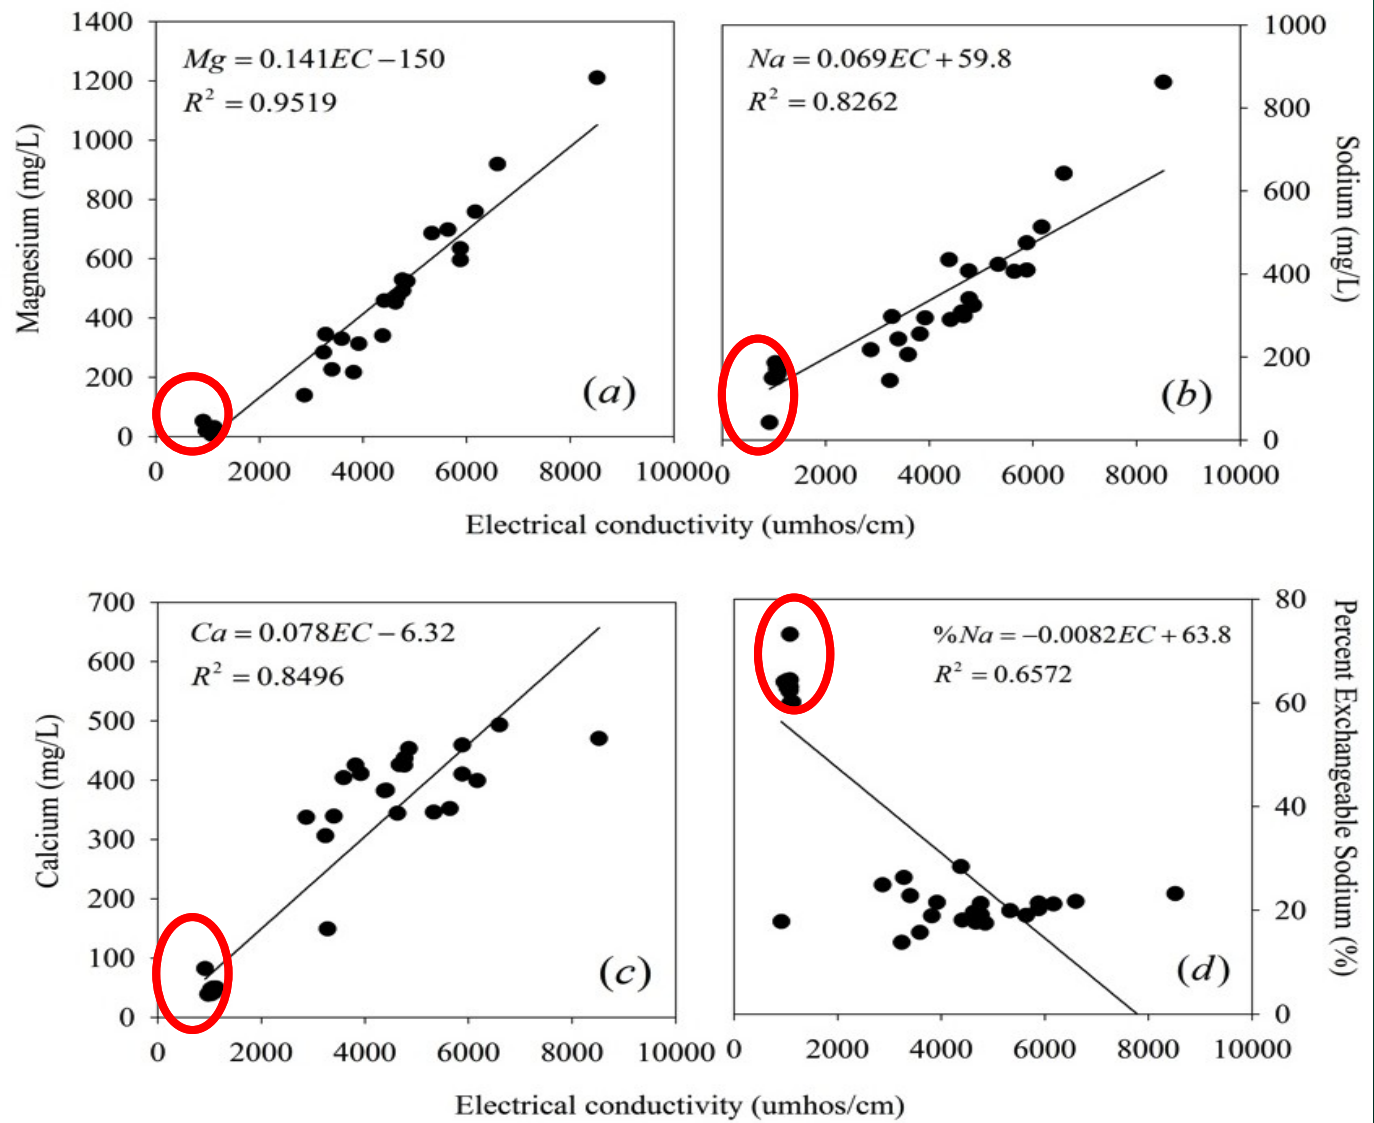 1400
1200
1000
800
600
400
200
0
Magnesium (mg/L)
Mg = 0.141EC − 150
R² = 0.9519
(a)
0 2000 4000 6000 8000 10000
Na = 0.069EC + 59.8
R² = 0.8262
(b)
1000
800
600
400
200
0
Sodium (mg/L)
0 2000 4000 6000 8000 10000
Electrical conductivity (umhos/cm)
700
600
500
400
300
200
100
0
Calcium (mg/L)
Ca = 0.078EC − 6.32
R² = 0.8496
(c)
0 2000 4000 6000 8000 10000
%Na = −0.0082EC + 63.8
R² = 0.6572
(d)
80
60
40
20
0
Percent Exchangeable Sodium (%)
0 2000 4000 6000 8000 10000
Electrical conductivity (umhos/cm)